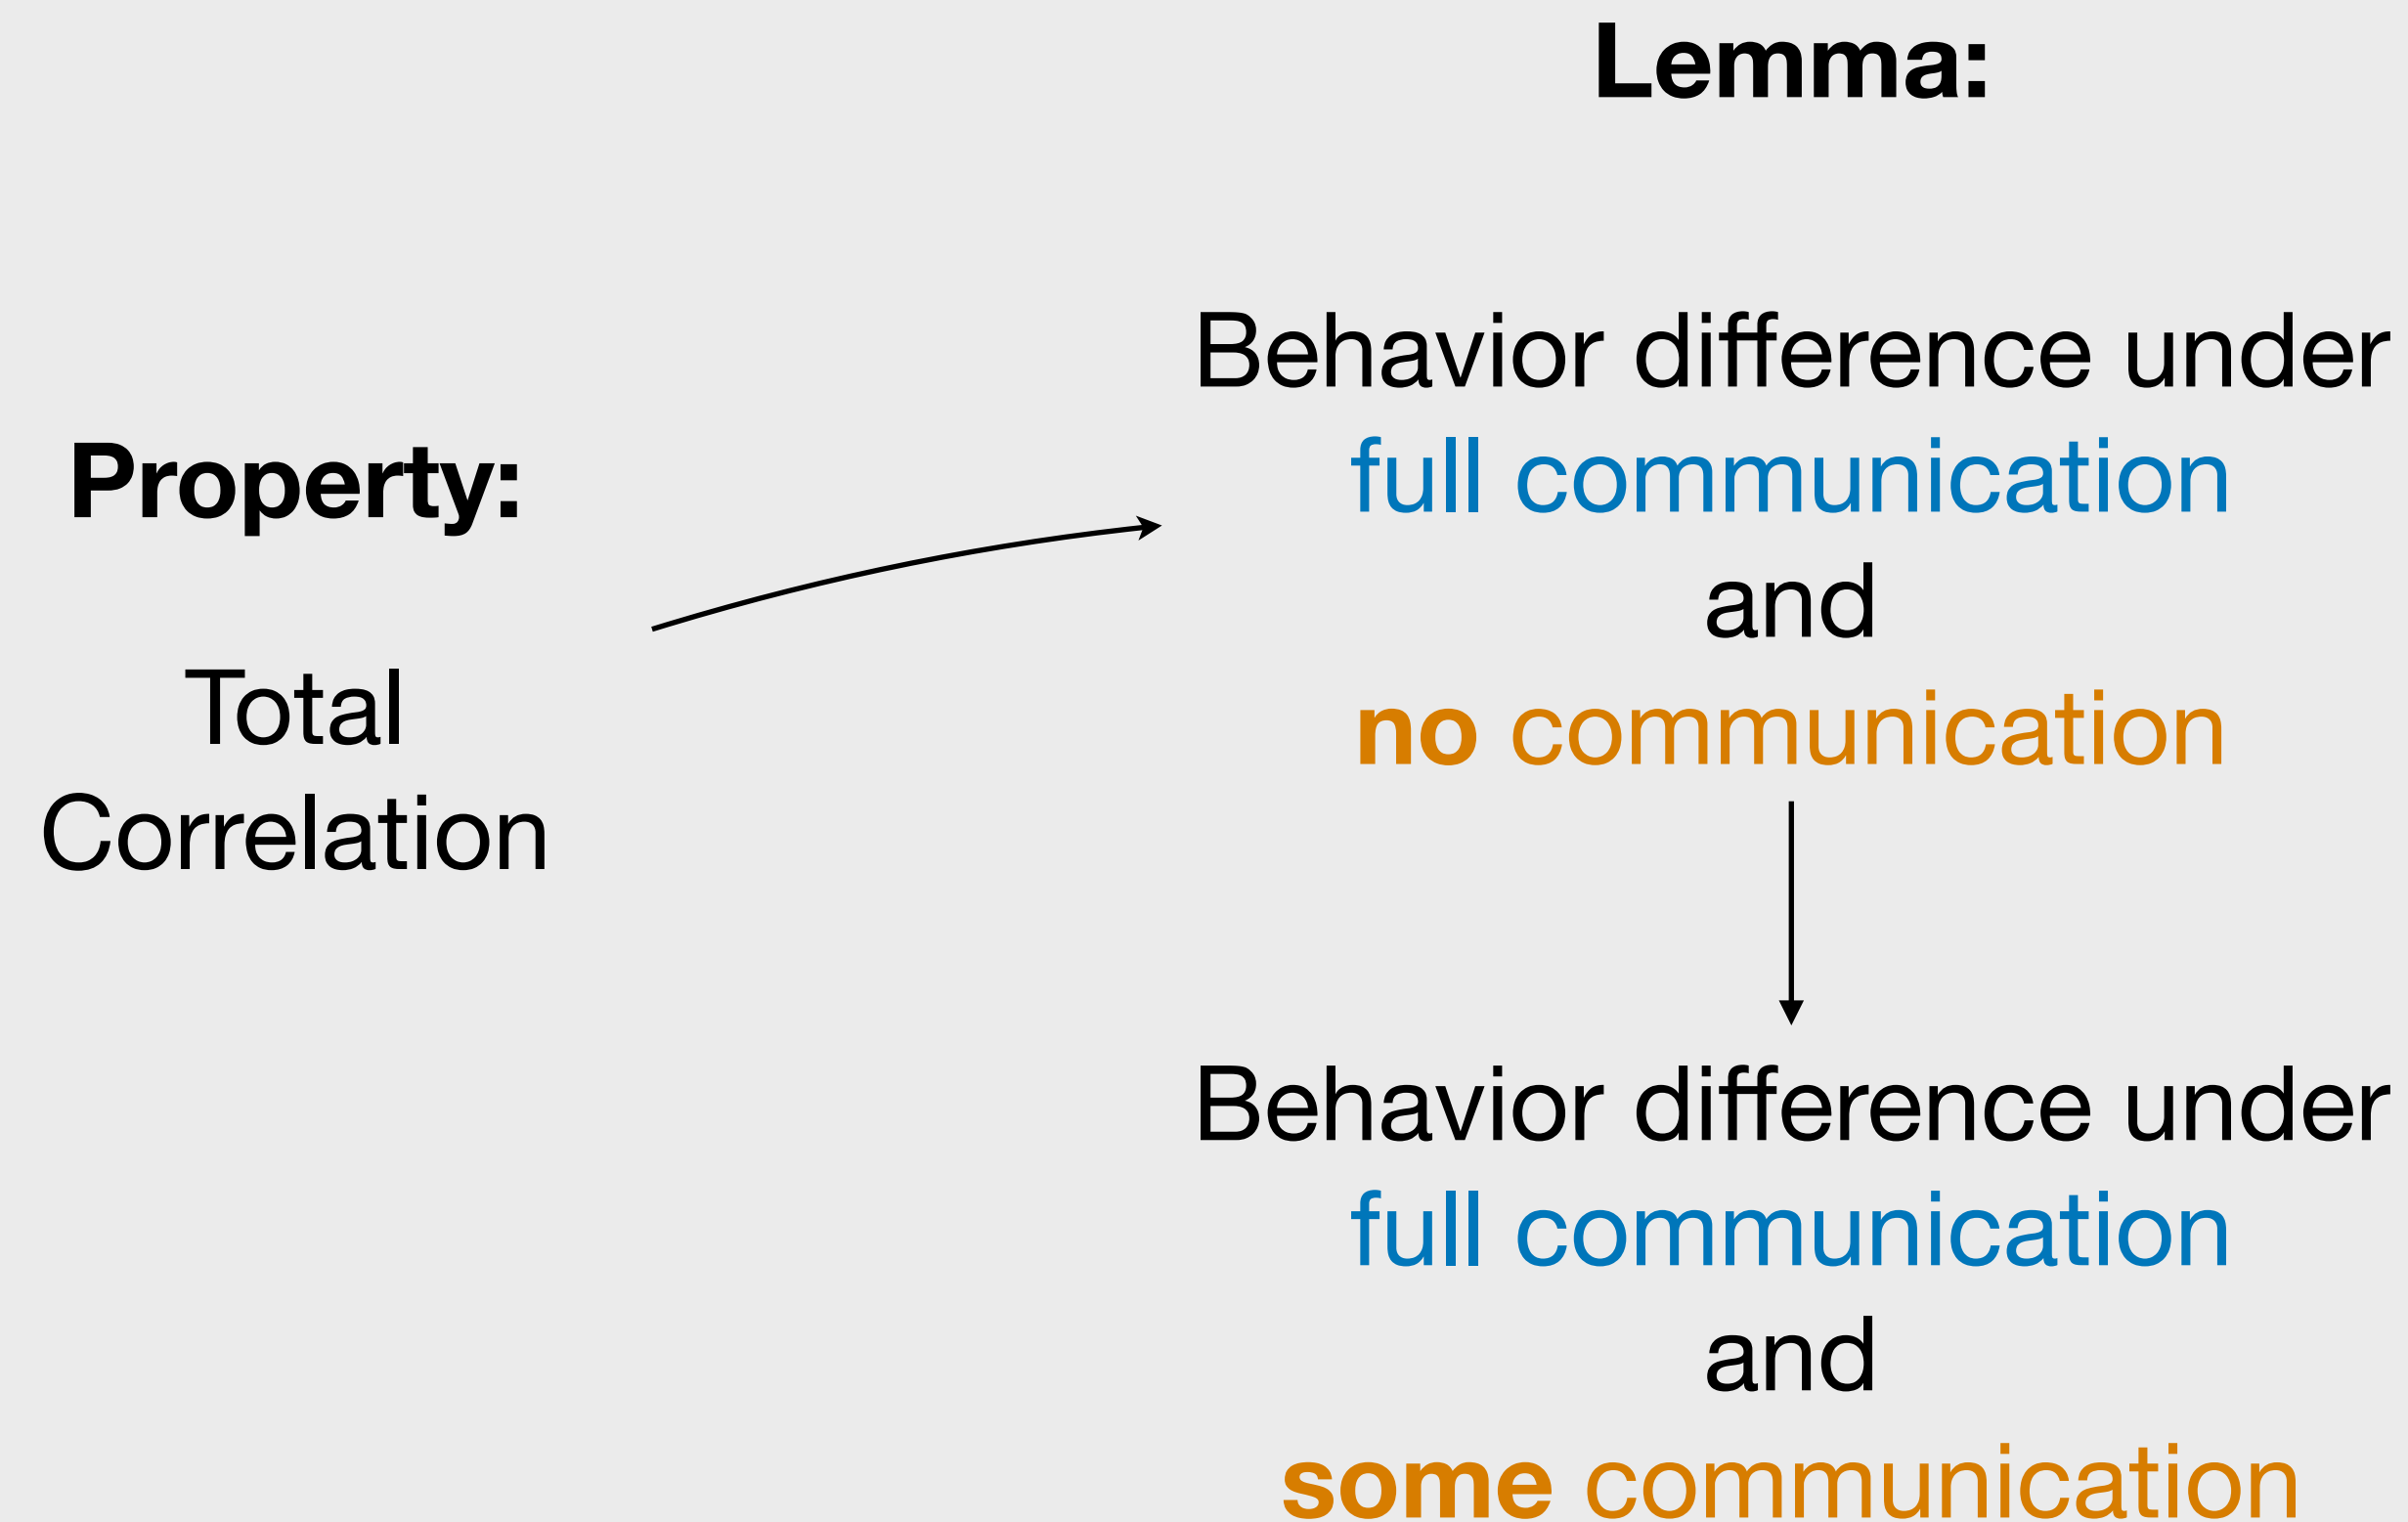 Lemma:
Property:
Total
Correlation
Behavior difference under
full communication
and
no communication
Behavior difference under
full communication
and
some communication